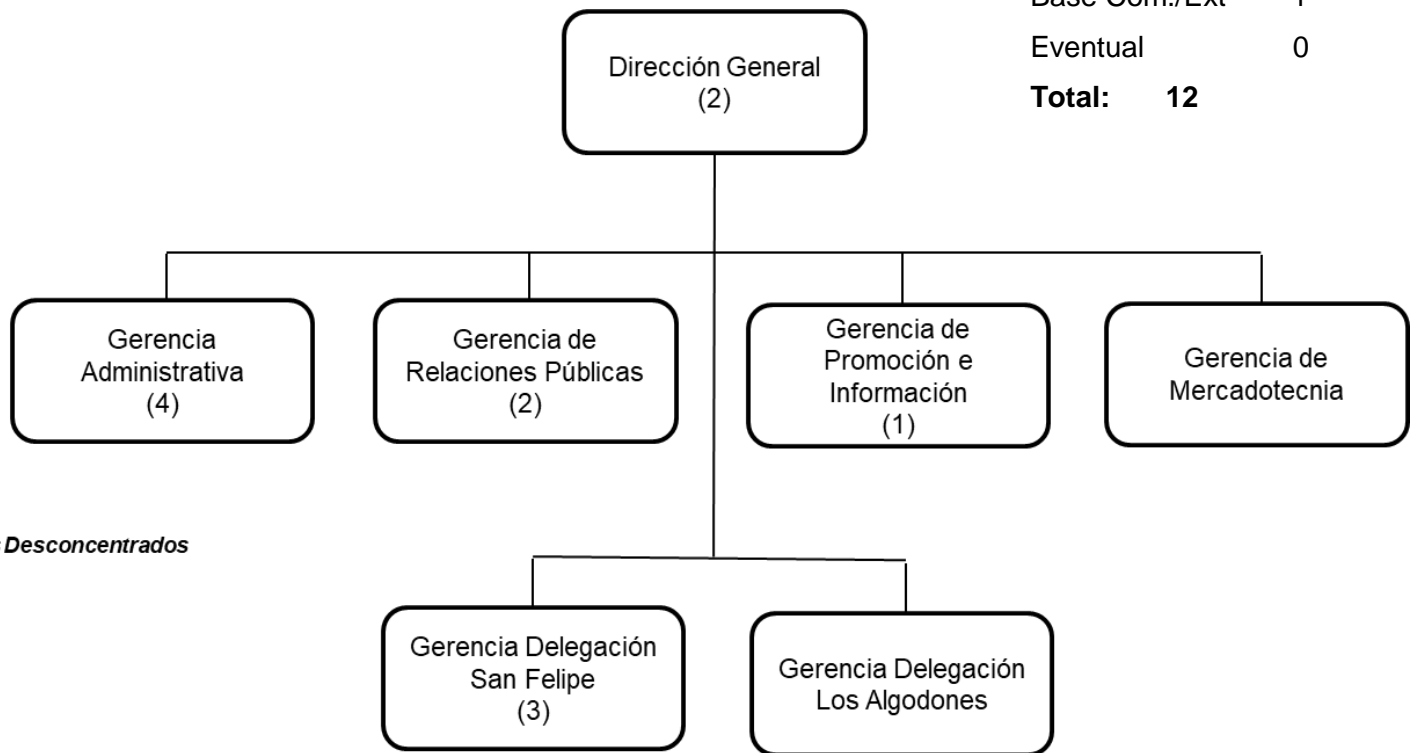 Eventual 0
Total: 12
Dirección General
(2)
Gerencia
Administrativa
(4)
Gerencia de
Relaciones Públicas
(2)
Gerencia de
Promoción e
Información
(1)
Gerencia de
Mercadotecnia
Desconcentrados
Gerencia Delegación
San Felipe
(3)
Gerencia Delegación
Los Algodones